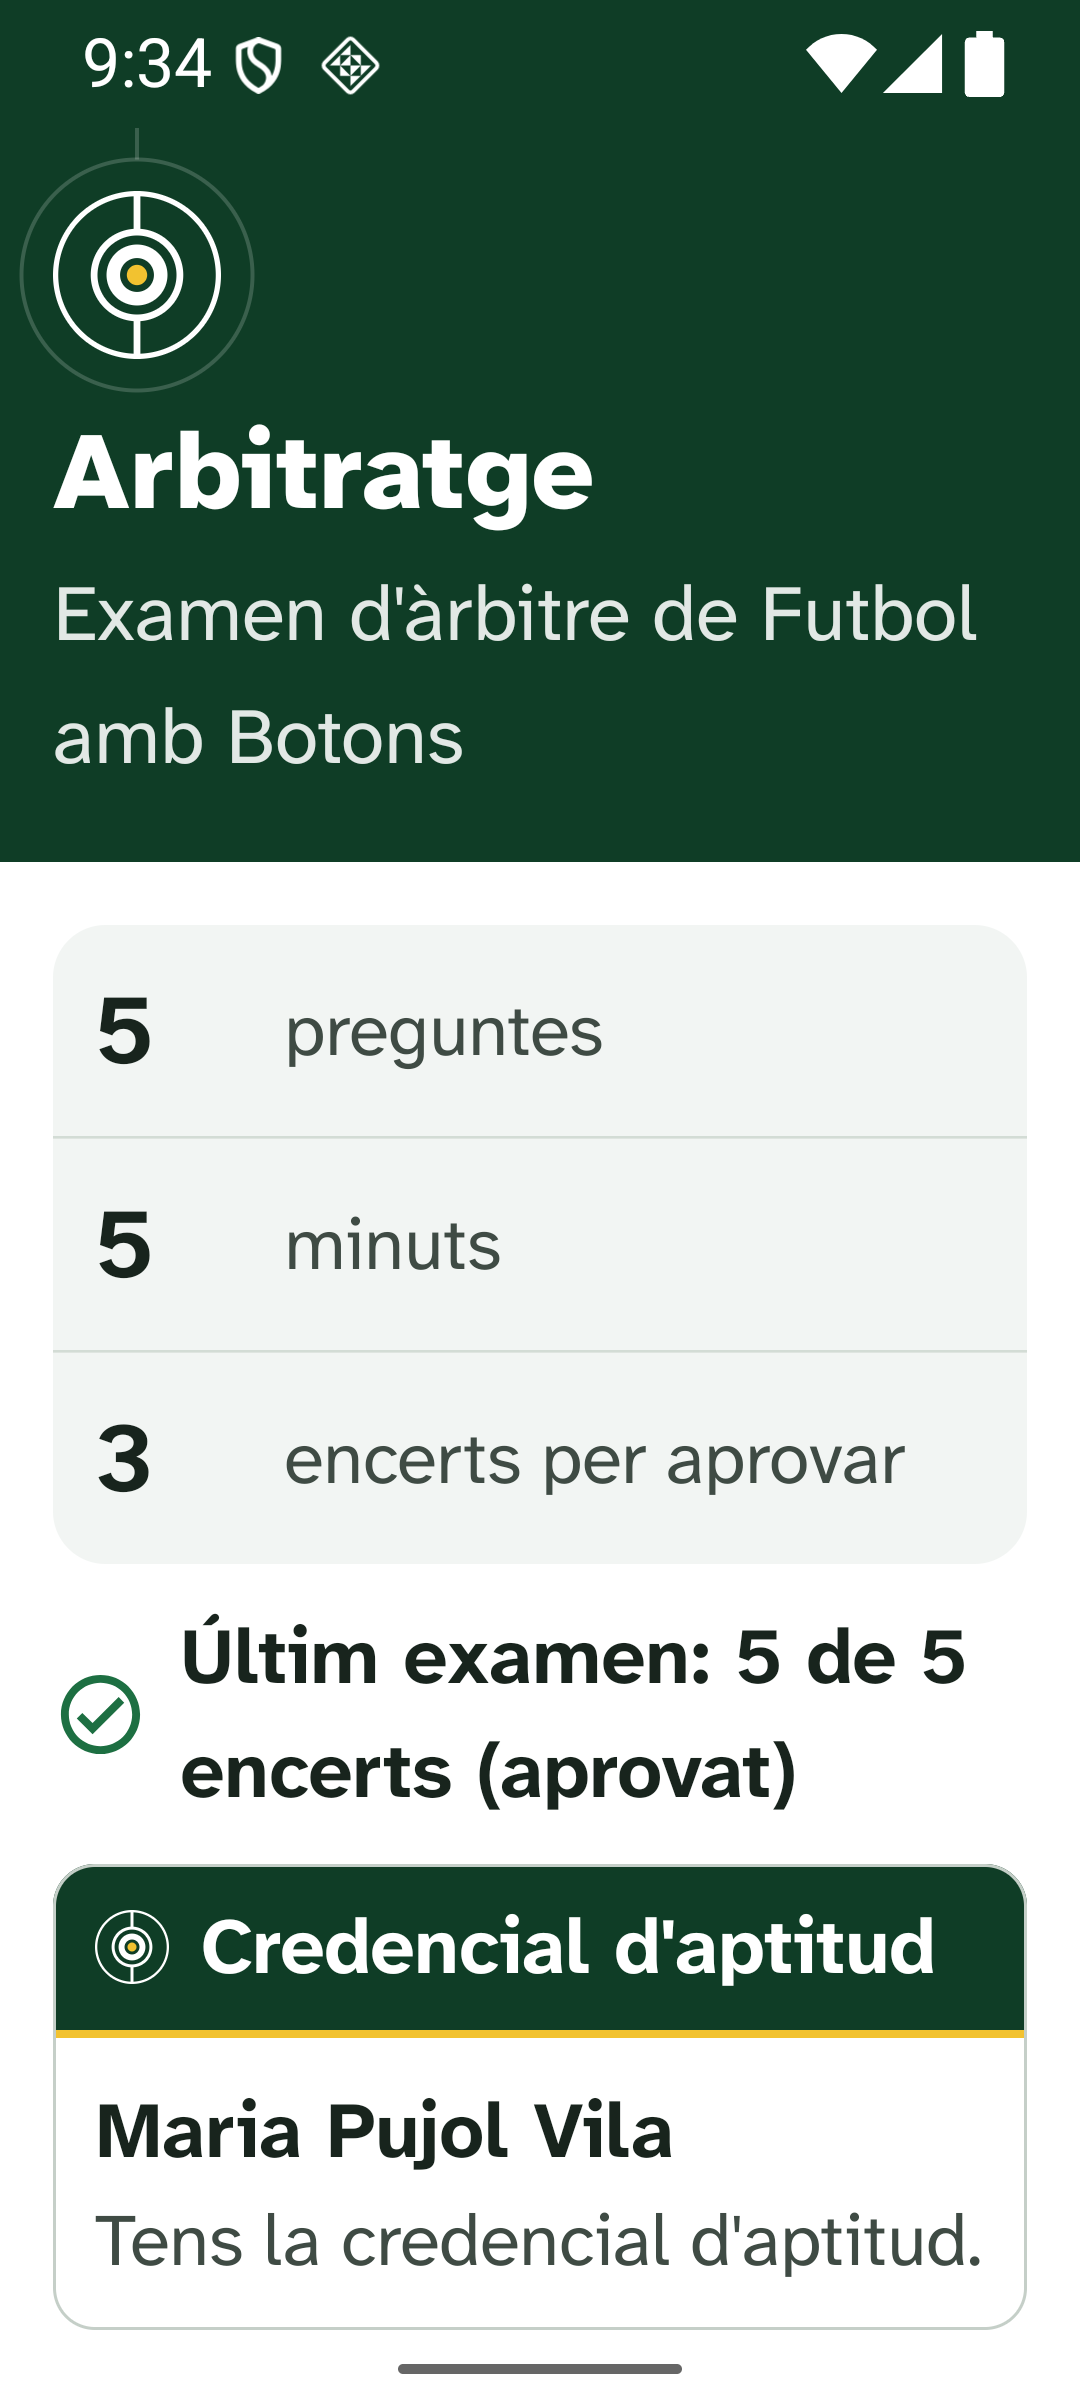 9:34
Arbitratge
Examen d'àrbitre de Futbol
amb Botons
5 preguntes
5 minuts
3 encerts per aprovar
Últim examen: 5 de 5
encerts (aprovat)
Credencial d'aptitud
Maria Pujol Vila
Tens la credencial d'aptitud.